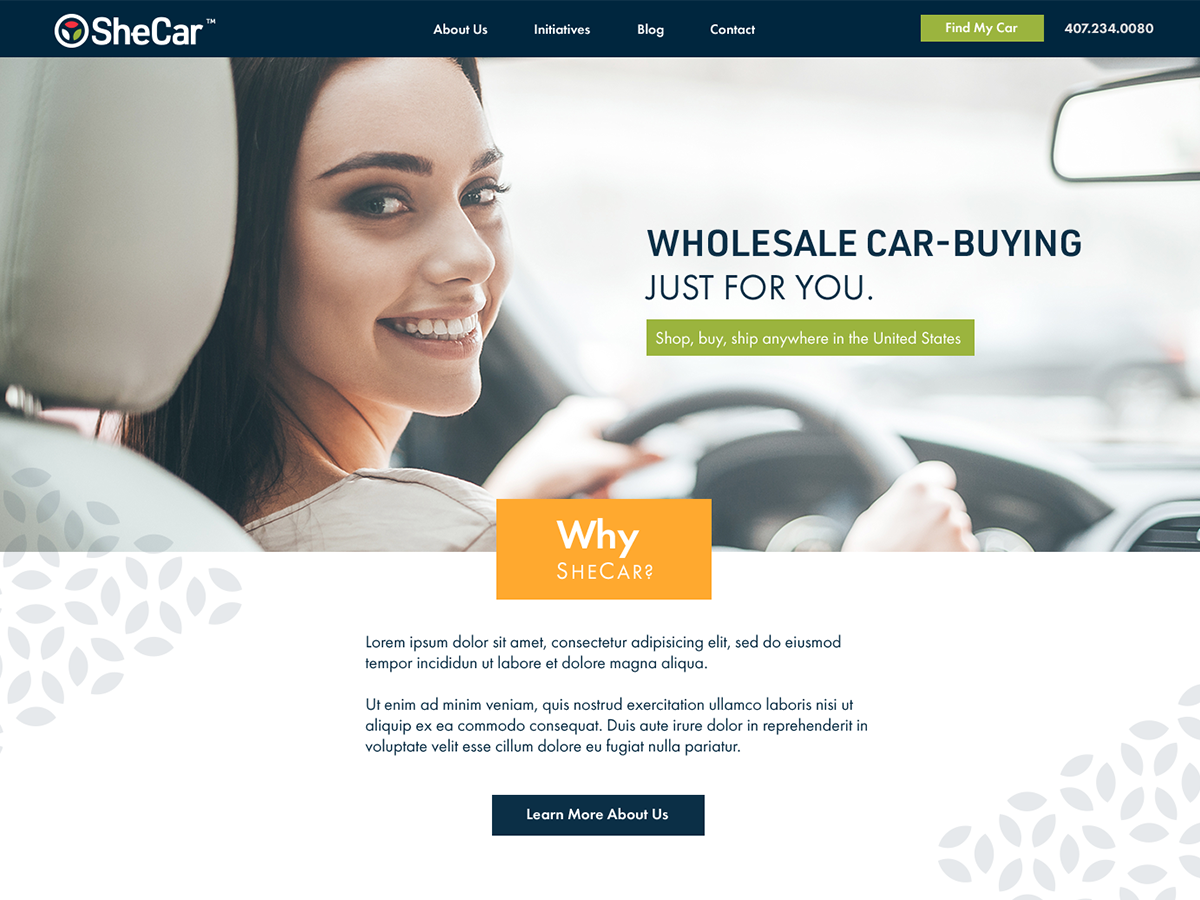 SheCar™
About Us
Initiatives
Blog
Contact
Find My Car
407.234.0080
WHOLESALE CAR-BUYING
JUST FOR YOU.
Shop, buy, ship anywhere in the United States
Why
SHECAR?
Lorem ipsum dolor sit amet, consectetur adipisicing elit, sed do eiusmod
tempor incididun ut labore et dolore magna aliqua.
Ut enim ad minim veniam, quis nostrud exercitation ullamco laboris nisi ut
aliquip ex ea commodo consequat. Duis aute irure dolor in reprehenderit in
voluptate velit esse cillum dolore eu fugiat nulla pariatur.
Learn More About Us